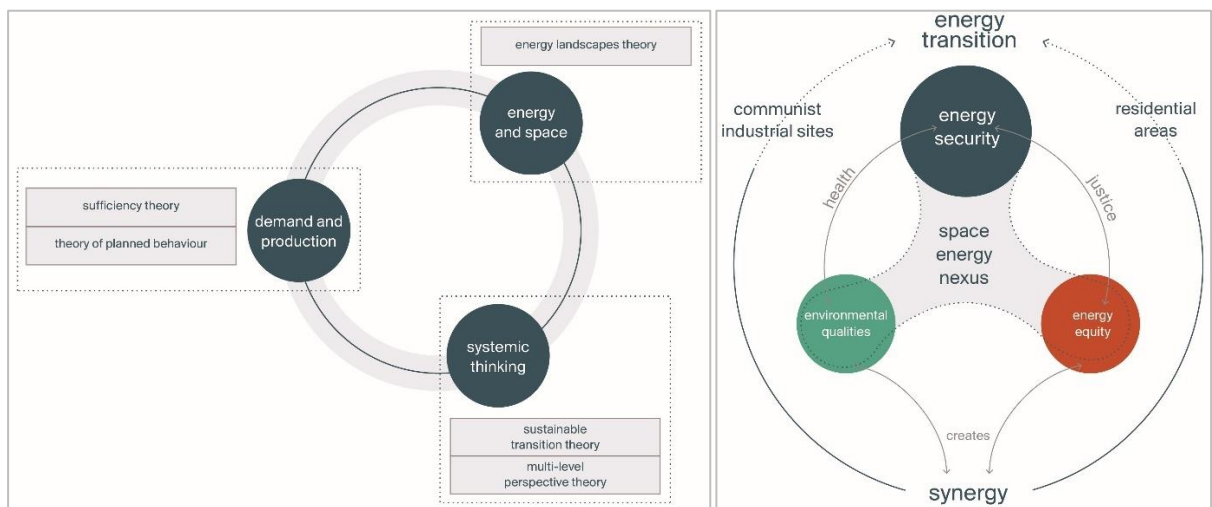 energy landscapes theory
energy
and space
sufficiency theory
theory of planned behaviour
demand and
production
systemic
thinking
sustainable
transition theory
multi-level
perspective theory
energy
transition
communist
industrial sites
residential
areas
energy
security
health
justice
space
energy
nexus
environmental
qualities
energy
equity
creates
synergy